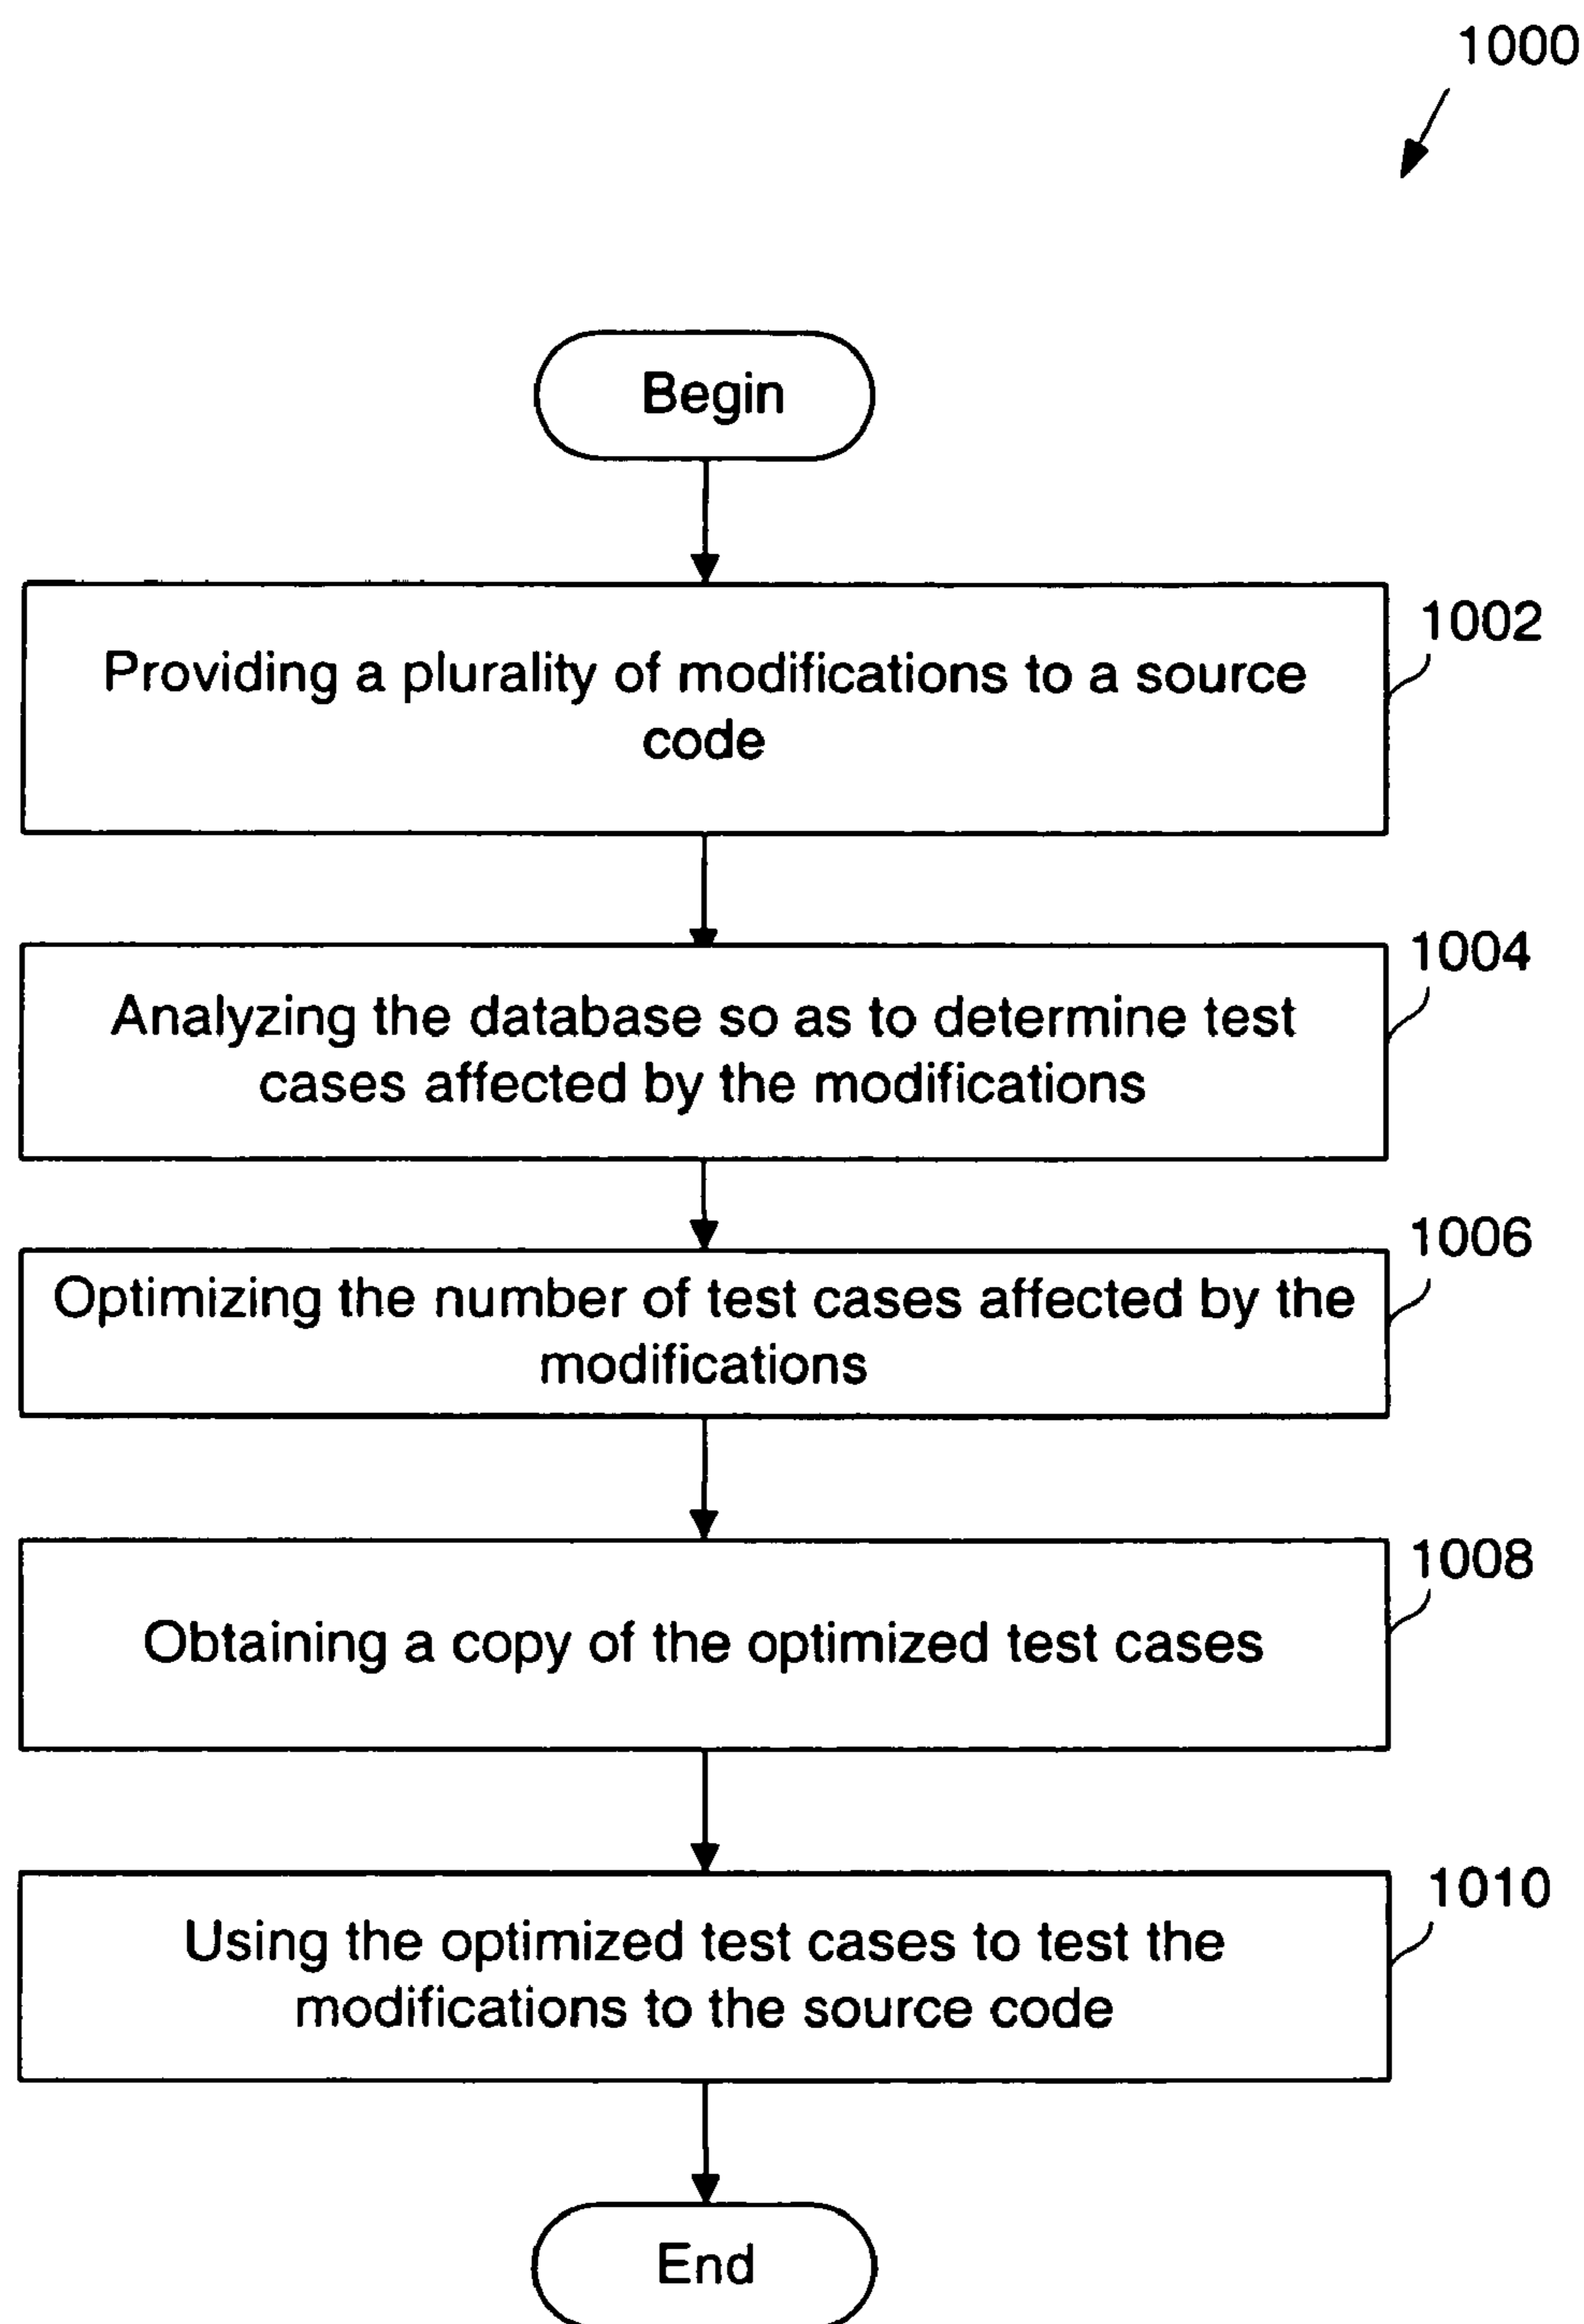 1000
Begin
1002
Providing a plurality of modifications to a source
code
1004
Analyzing the database so as to determine test
cases affected by the modifications
1006
Optimizing the number of test cases affected by the
modifications
1008
Obtaining a copy of the optimized test cases
1010
Using the optimized test cases to test the
modifications to the source code
End